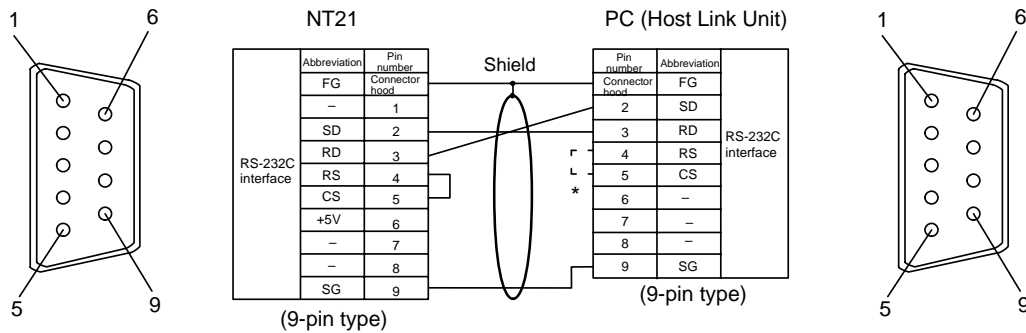 NT21
PC (Host Link Unit)
1
6
5
9
Abbreviation
Pin number
FG
Connector hood
–
1
SD
2
RD
3
RS
4
CS
5
+5V
6
–
7
–
8
SG
9
RS-232C interface
(9-pin type)
Shield
*
Pin number
Abbreviation
Connector hood
FG
2
SD
3
RD
4
RS
5
CS
6
–
7
–
8
–
9
SG
RS-232C interface
(9-pin type)
1
6
5
9